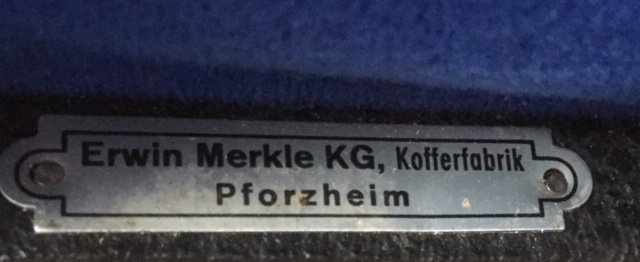 Erwin Merkle KG, Kofferfabrik
Pforzheim